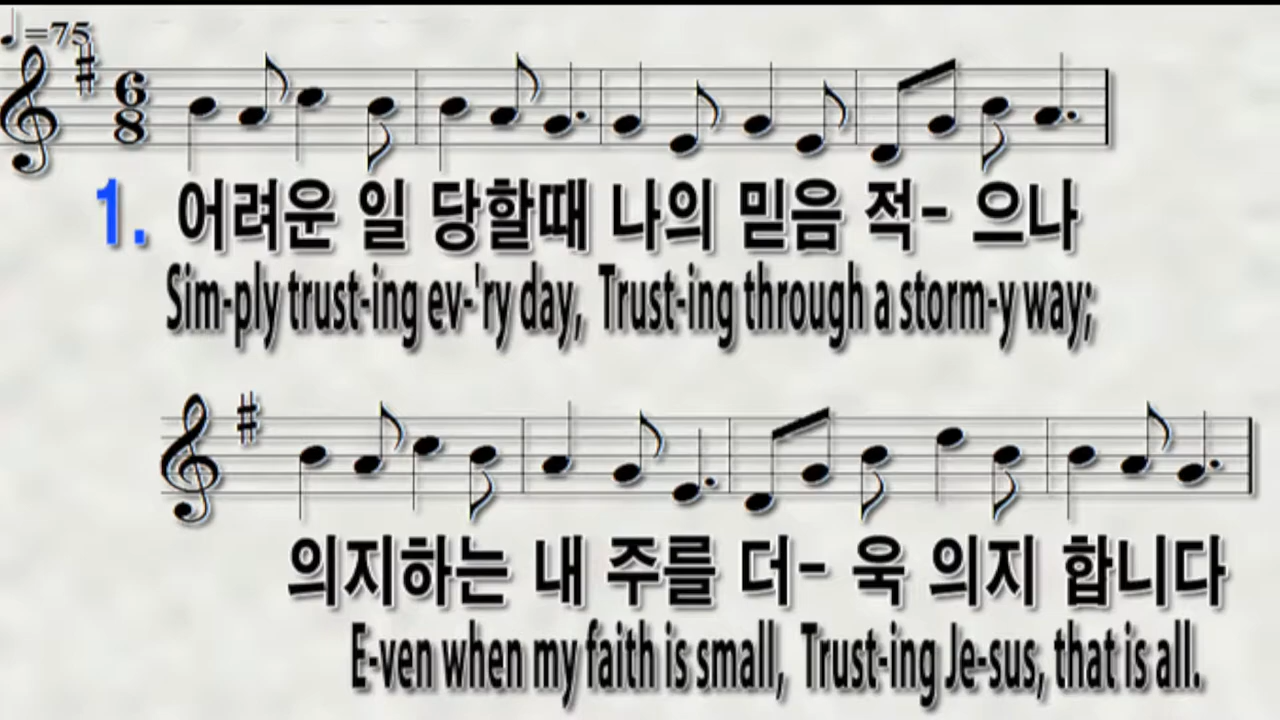 ♩=75
1. 어려운 일 당할때 나의 믿음 적- 으나
Sim-ply trust-ing ev-'ry day, Trust-ing through a storm-y way;
의지하는 내 주를 더- 욱 의지 합니다
E-ven when my faith is small, Trust-ing Je-sus, that is all.